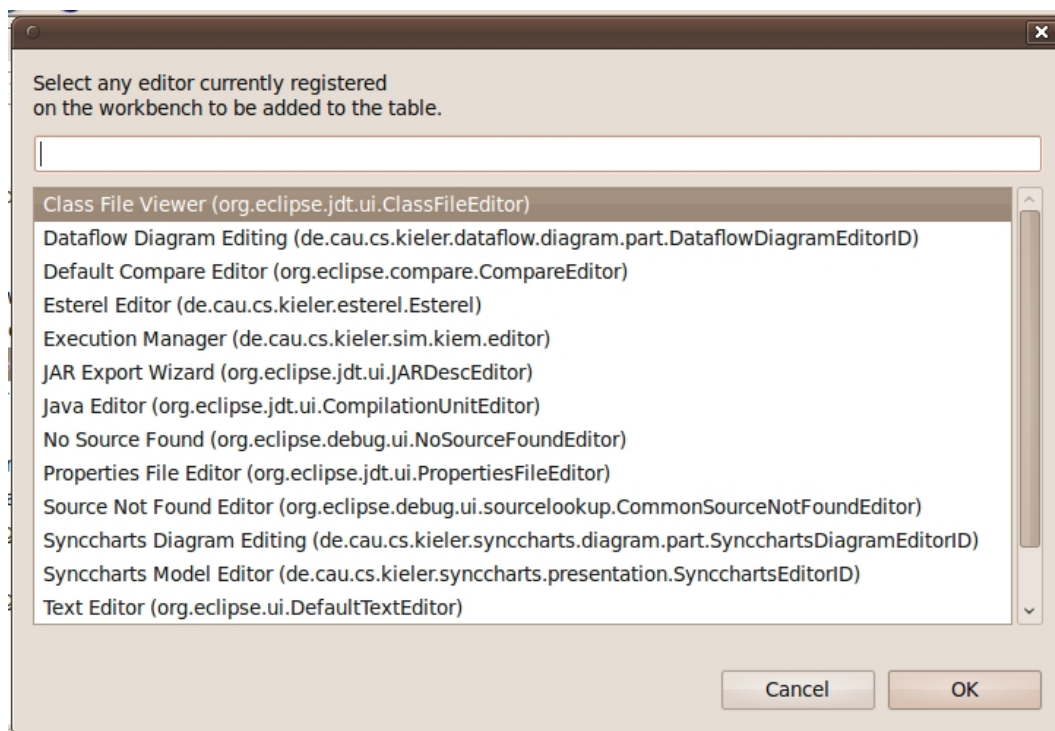 Select any editor currently registered
on the workbench to be added to the table.
Class File Viewer (org.eclipse.jdt.ui.ClassFileEditor)
Dataflow Diagram Editing (de.cau.cs.kieler.dataflow.diagram.part.DataflowDiagramEditorID)
Default Compare Editor (org.eclipse.compare.CompareEditor)
Esterel Editor (de.cau.cs.kieler.esterel.Esterel)
Execution Manager (de.cau.cs.kieler.sim.kiem.editor)
JAR Export Wizard (org.eclipse.jdt.ui.JARDescEditor)
Java Editor (org.eclipse.jdt.ui.CompilationUnitEditor)
No Source Found (org.eclipse.debug.ui.NoSourceFoundEditor)
Properties File Editor (org.eclipse.jdt.ui.PropertiesFileEditor)
Source Not Found Editor (org.eclipse.debug.ui.sourcelookup.CommonSourceNotFoundEditor)
Synccharts Diagram Editing (de.cau.cs.kieler.synccharts.diagram.part.SyncchartsDiagramEditorID)
Synccharts Model Editor (de.cau.cs.kieler.synccharts.presentation.SyncchartsEditorID)
Text Editor (org.eclipse.ui.DefaultTextEditor)
Cancel OK